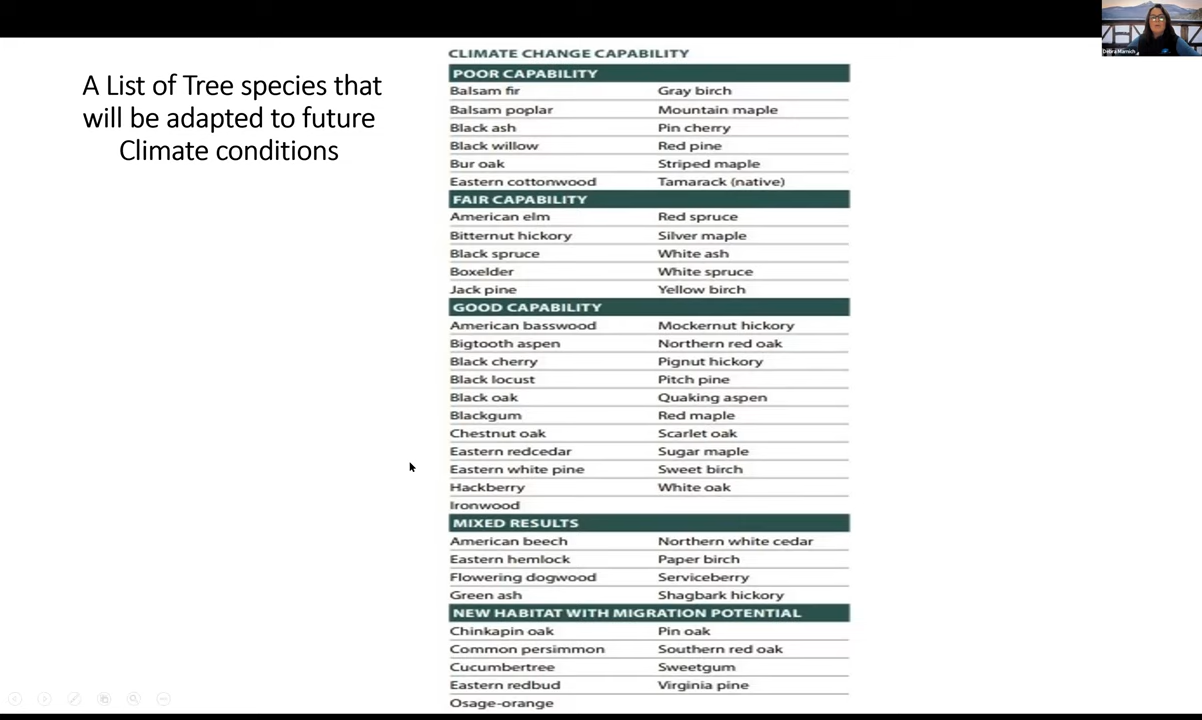 A List of Tree species that
will be adapted to future
Climate conditions
CLIMATE CHANGE CAPABILITY
POOR CAPABILITY
Balsam fir Gray birch
Balsam poplar Mountain maple
Black ash Pin cherry
Black willow Red pine
Bur oak Striped maple
Eastern cottonwood Tamarack (native)
FAIR CAPABILITY
American elm Red spruce
Bitternut hickory Silver maple
Black spruce White ash
Boxelder White spruce
Jack pine Yellow birch
GOOD CAPABILITY
American basswood Mockernut hickory
Bigtooth aspen Northern red oak
Black cherry Pignut hickory
Black locust Pitch pine
Black oak Quaking aspen
Blackgum Red maple
Chestnut oak Scarlet oak
Eastern redcedar Sugar maple
Eastern white pine Sweet birch
Hackberry White oak
Ironwood
MIXED RESULTS
American beech Northern white cedar
Eastern hemlock Paper birch
Flowering dogwood Serviceberry
Green ash Shagbark hickory
NEW HABITAT WITH MIGRATION POTENTIAL
Chinkapin oak Pin oak
Common persimmon Southern red oak
Cucumbertree Sweetgum
Eastern redbud Virginia pine
Osage-orange